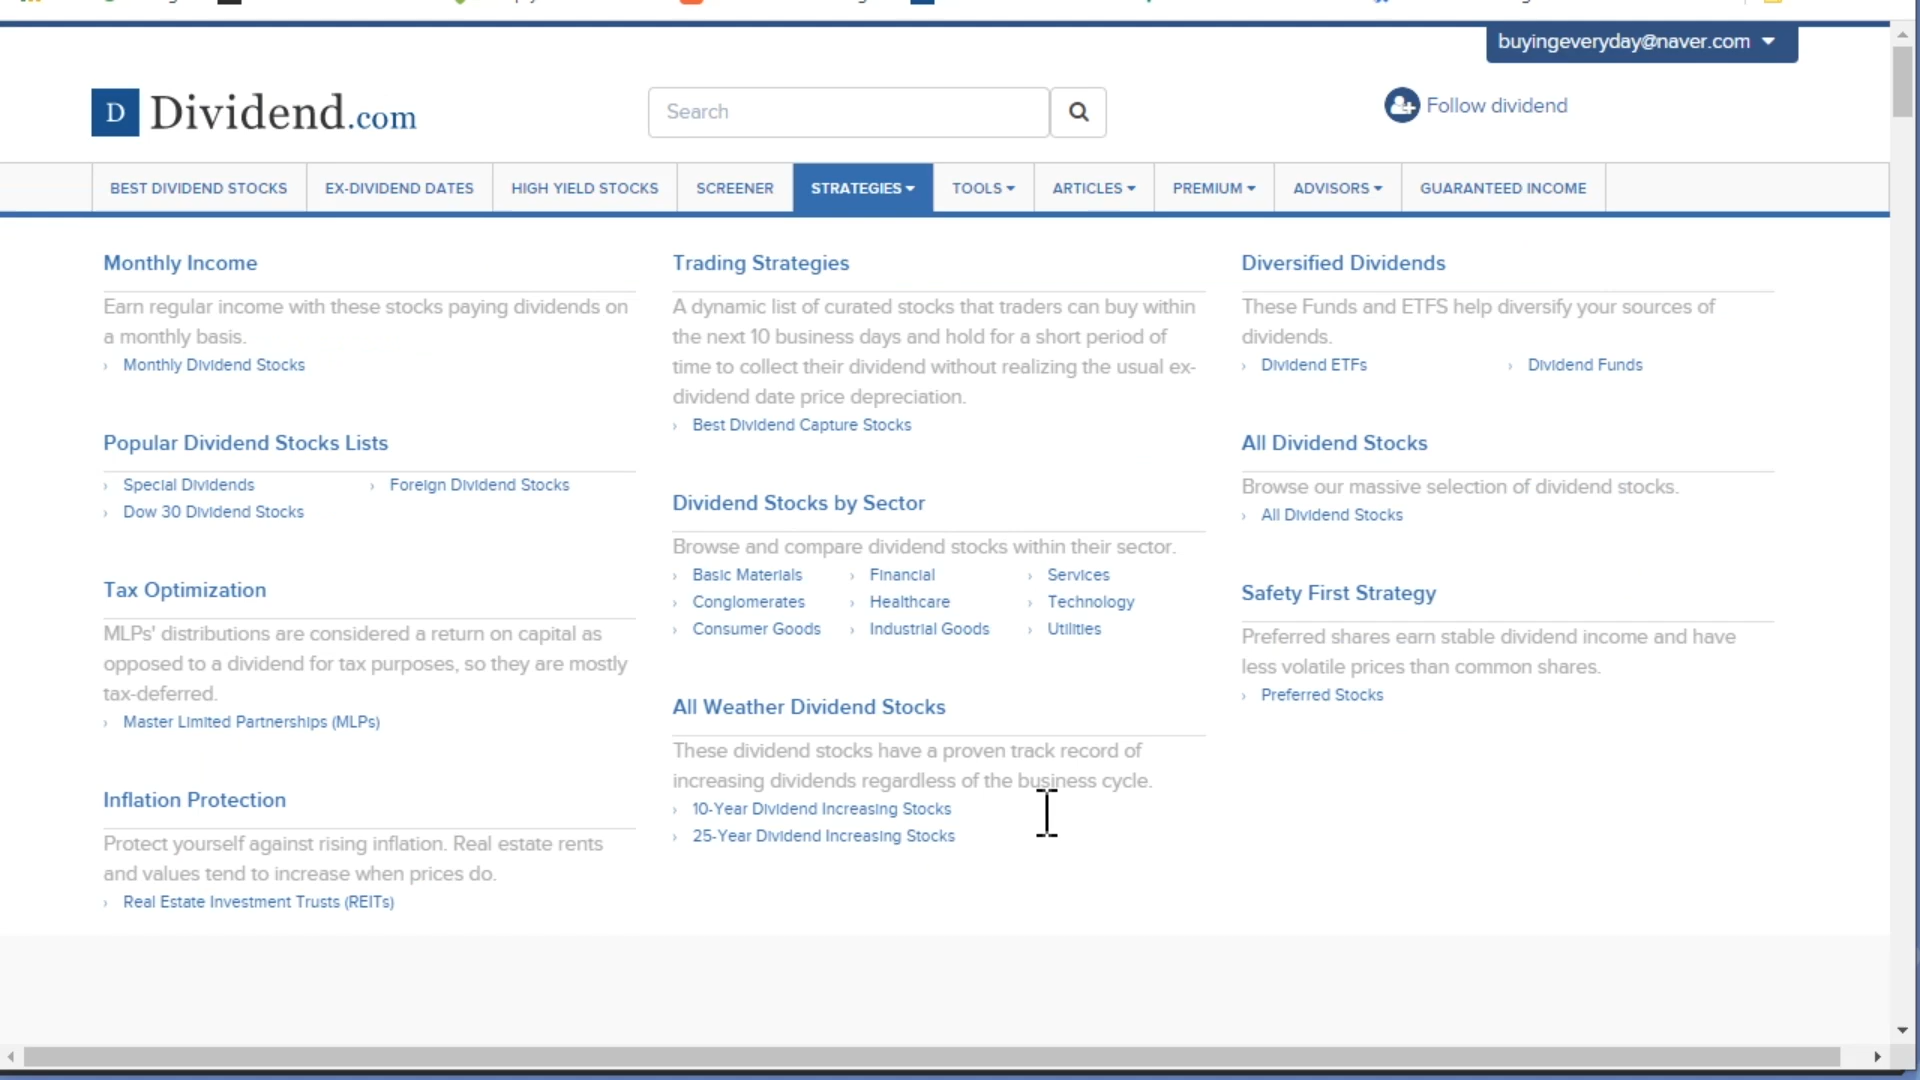 buyingeveryday@naver.com
D Dividend.com
Search
Follow dividend
BEST DIVIDEND STOCKS EX-DIVIDEND DATES HIGH YIELD STOCKS SCREENER STRATEGIES TOOLS ARTICLES PREMIUM ADVISORS GUARANTEED INCOME
Monthly Income
Earn regular income with these stocks paying dividends on
a monthly basis.
Monthly Dividend Stocks
Popular Dividend Stocks Lists
Special Dividends
Foreign Dividend Stocks
Dow 30 Dividend Stocks
Tax Optimization
MLPs' distributions are considered a return on capital as
opposed to a dividend for tax purposes, so they are mostly
tax-deferred.
Master Limited Partnerships (MLPs)
Inflation Protection
Protect yourself against rising inflation. Real estate rents
and values tend to increase when prices do.
Real Estate Investment Trusts (REITs)
Trading Strategies
A dynamic list of curated stocks that traders can buy within
the next 10 business days and hold for a short period of
time to collect their dividend without realizing the usual ex-
dividend date price depreciation.
Best Dividend Capture Stocks
Dividend Stocks by Sector
Browse and compare dividend stocks within their sector.
Basic Materials Financial Services
Conglomerates Healthcare Technology
Consumer Goods Industrial Goods Utilities
All Weather Dividend Stocks
These dividend stocks have a proven track record of
increasing dividends regardless of the business cycle.
10-Year Dividend Increasing Stocks
25-Year Dividend Increasing Stocks
Diversified Dividends
These Funds and ETFS help diversify your sources of
dividends.
Dividend ETFs Dividend Funds
All Dividend Stocks
Browse our massive selection of dividend stocks.
All Dividend Stocks
Safety First Strategy
Preferred shares earn stable dividend income and have
less volatile prices than common shares.
Preferred Stocks